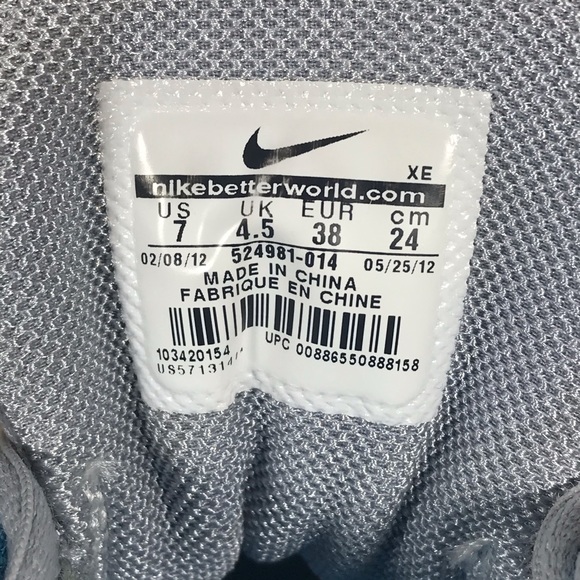 XE
nikebetterworld.com
US UK EUR cm
7 4.5 38 24
02/08/12 524981-014 05/25/12
MADE IN CHINA
FABRIQUE EN CHINE
103420154 UPC 00886550888158